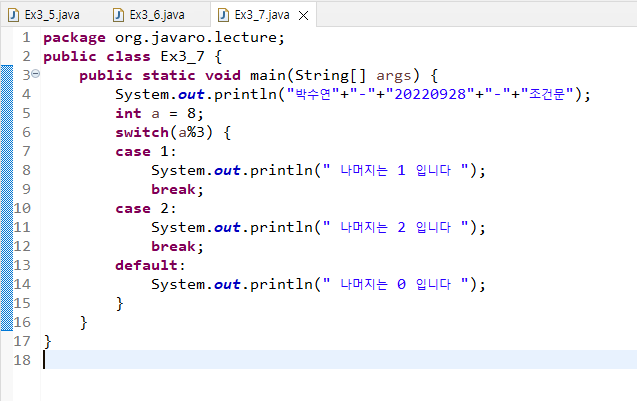 Ex3_5.java Ex3_6.java Ex3_7.java
1 package org.javaro.lecture;
2 public class Ex3_7 {
3 public static void main(String[] args) {
4 System.out.println("박수연"+"-"+"20220928"+"-"+"조건문");
5 int a = 8;
6 switch(a%3) {
7 case 1:
8 System.out.println(" 나머지는 1 입니다 ");
9 break;
10 case 2:
11 System.out.println(" 나머지는 2 입니다 ");
12 break;
13 default:
14 System.out.println(" 나머지는 0 입니다 ");
15 }
16 }
17 }
18